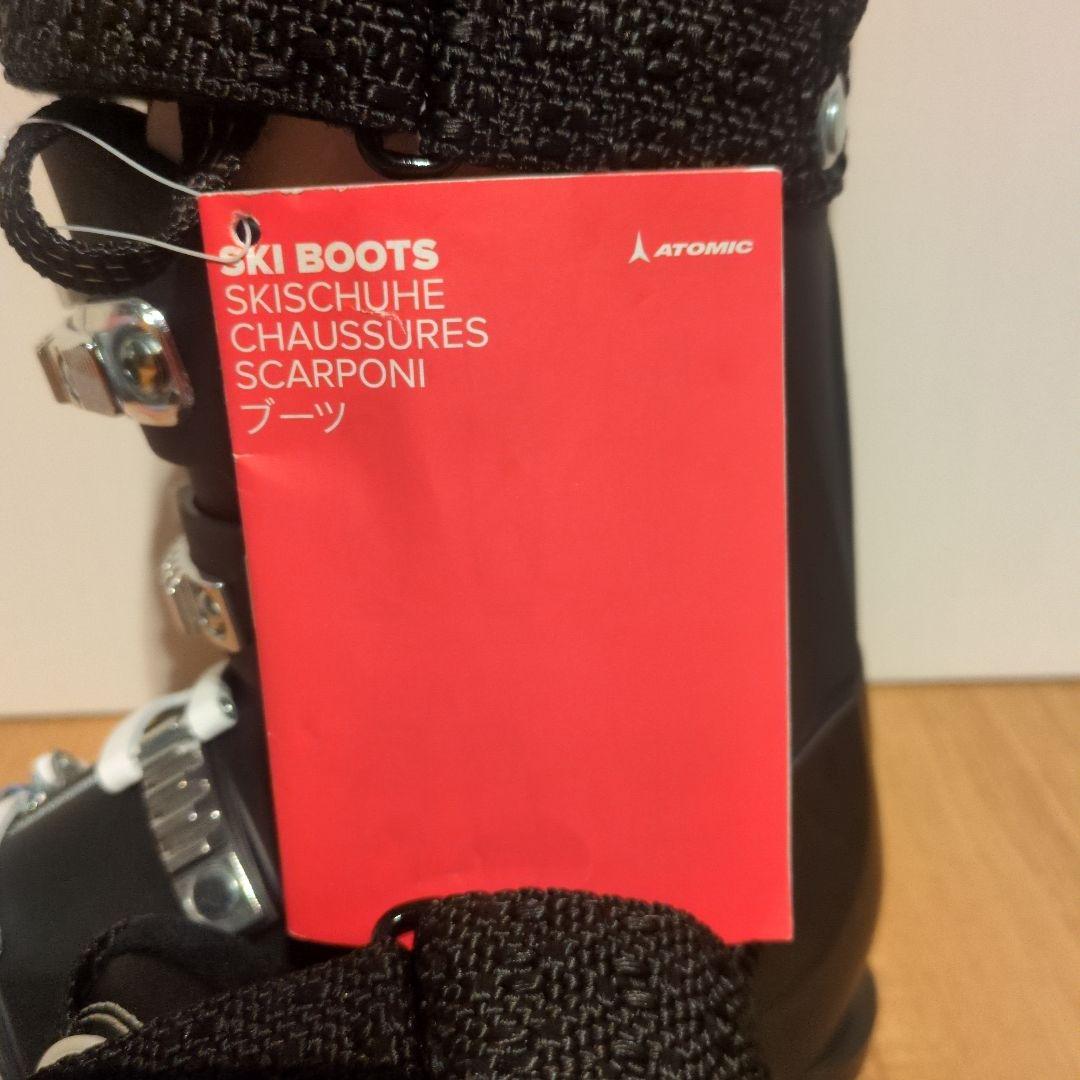 SKI BOOTS
ATOMIC
SKISCHUHE
CHAUSSURES
SCARPONI
ブーツ